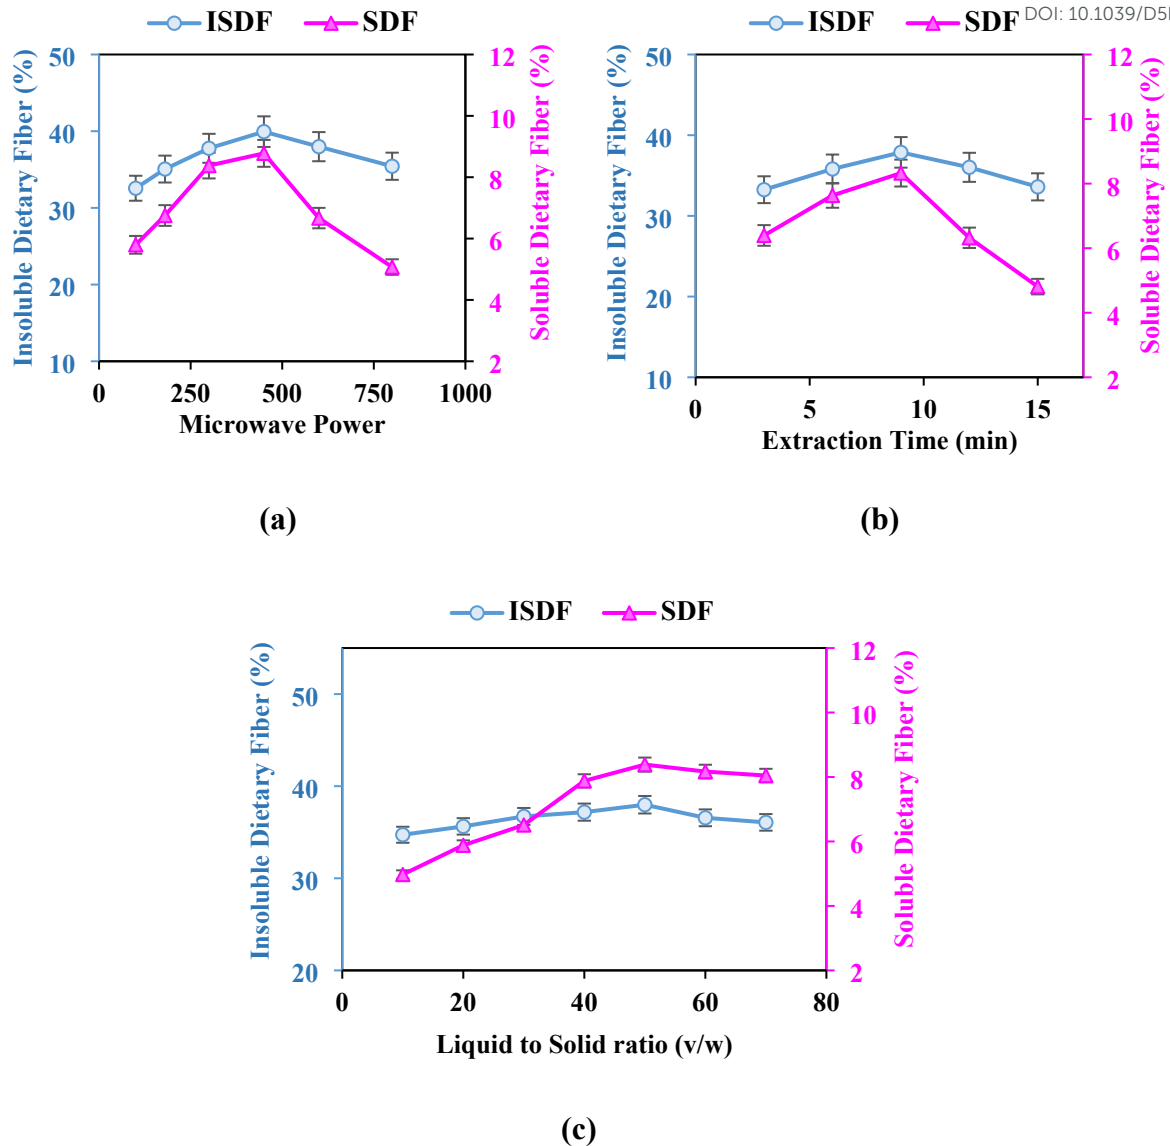 DOI: 10.1039/D5
ISDF SDF
Insoluble Dietary Fiber (%)
50
40
30
20
10
12
10
8
6
4
2
Soluble Dietary Fiber (%)
0 250 500 750 1000
Microwave Power
(a)
ISDF SDF
Insoluble Dietary Fiber (%)
50
40
30
20
10
12
10
8
6
4
2
Soluble Dietary Fiber (%)
0 5 10 15
Extraction Time (min)
(b)
ISDF SDF
Insoluble Dietary Fiber (%)
50
40
30
20
12
10
8
6
4
2
Soluble Dietary Fiber (%)
0 20 40 60 80
Liquid to Solid ratio (v/w)
(c)